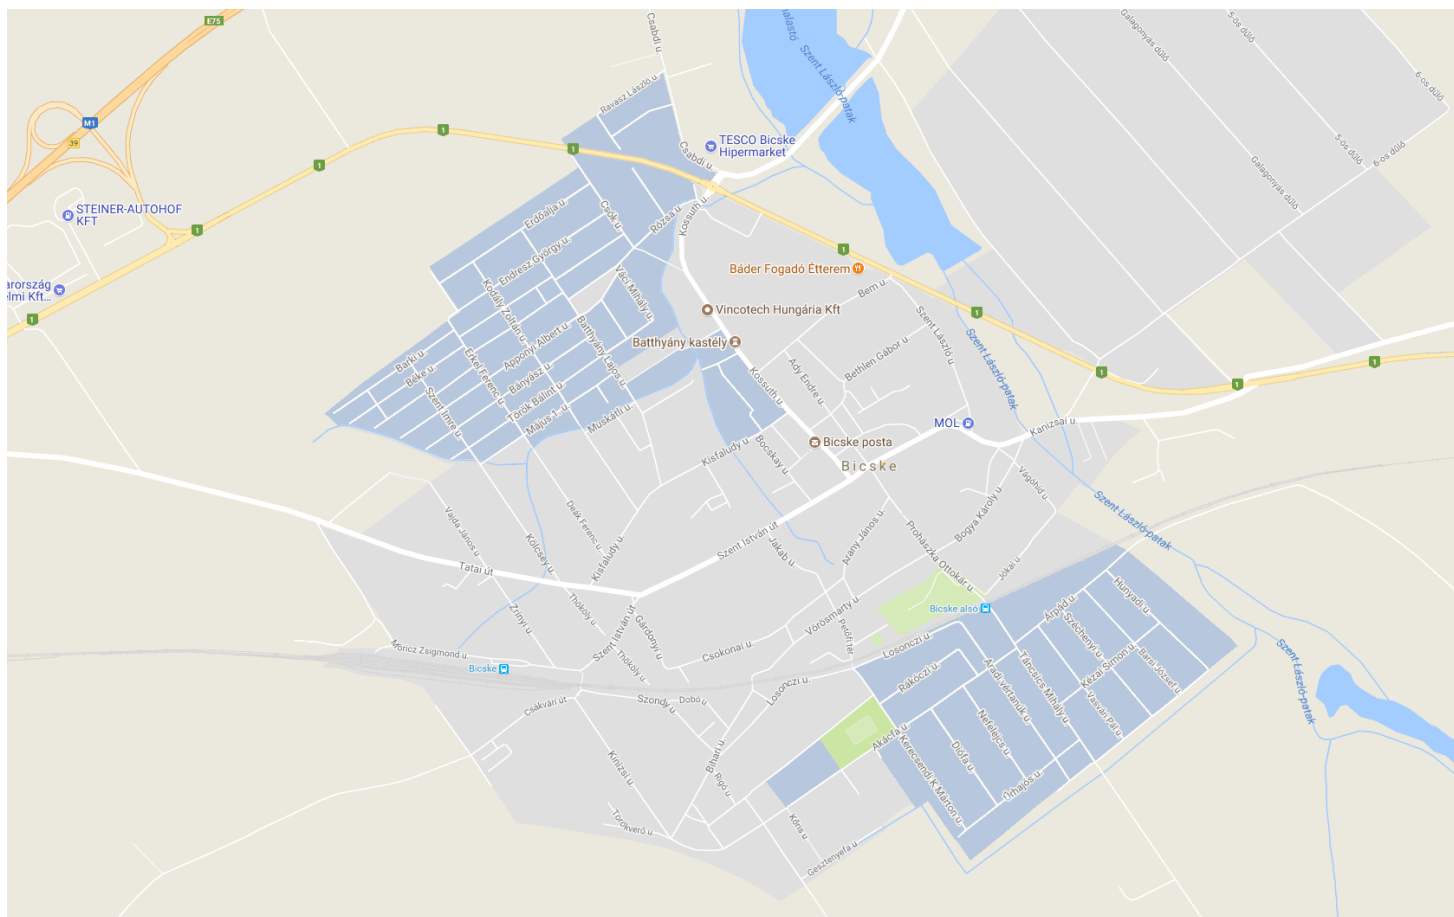 E75
Csabdi u.
halastó
Szent László-patak
Galagonyás dűlő
5-ös dűlő
6-os dűlő
Ravasz László u.
M1
39
1
1
1
TESCO Bicske
Hipermarket
Csabdi u.
5-ös dűlő
6-os dűlő
Galagonyás dűlő
STEINER-AUTOHOF
KFT
1
Erdőalja u.
Csók u.
Rózsa u.
Kossuth u.
Endresz György u.
1
Báder Fogadó Étterem
Váci Mihály u.
Kodály Zoltán u.
arország
elmi Kft...
Bem u.
1
1
Vincotech Hungária Kft
Szent László u.
Batthyány kastély
Batthyány Lajos u.
Apponyi Albert u.
Barki u.
Béke u.
Erkel Ferenc u.
Bányász u.
Ady Endre u.
Bethlen Gábor u.
Szent László-patak
1
1
1
Szent Imre u.
Török Bálint u.
Május 1. u.
Muskátli u.
Kossuth u.
MOL
Kanizsai u.
Kisfaludy u.
Bocskay u.
Bicske posta
Bicske
Vágóhíd u.
Bogya Károly u.
Szent László-patak
Vajda János u.
Kölcsey u.
Deák Ferenc u.
Kisfaludy u.
Szent István út
Jakab u.
Arany János u.
Prohászka Ottokár u.
Jókai u.
Tatai út
Zrínyi u.
Thököly u.
Szent István út
Gárdonyi u.
Vörösmarty u.
Petőfi tér
Bicske alsó
Árpád u.
Hunyadi u.
Széchenyi u.
Móricz Zsigmond u.
Bicske
Thököly u.
Csokonai u.
Losonczi u.
Losonczi u.
Rákóczi u.
Aradi vértanúk u.
Táncsics Mihály u.
Kézai Simon u.
Barsi József u.
Vasvári Pál u.
Szent László-patak
Csákvári út
Szondy u.
Dobó u.
Akácfa u.
Kerecsendi K Márton u.
Nefelejcs u.
Diófa u.
Űrhajós u.
Kinizsi u.
Bihari u.
Rigó u.
Törökverő u.
Kőris u.
Gesztenyefa u.